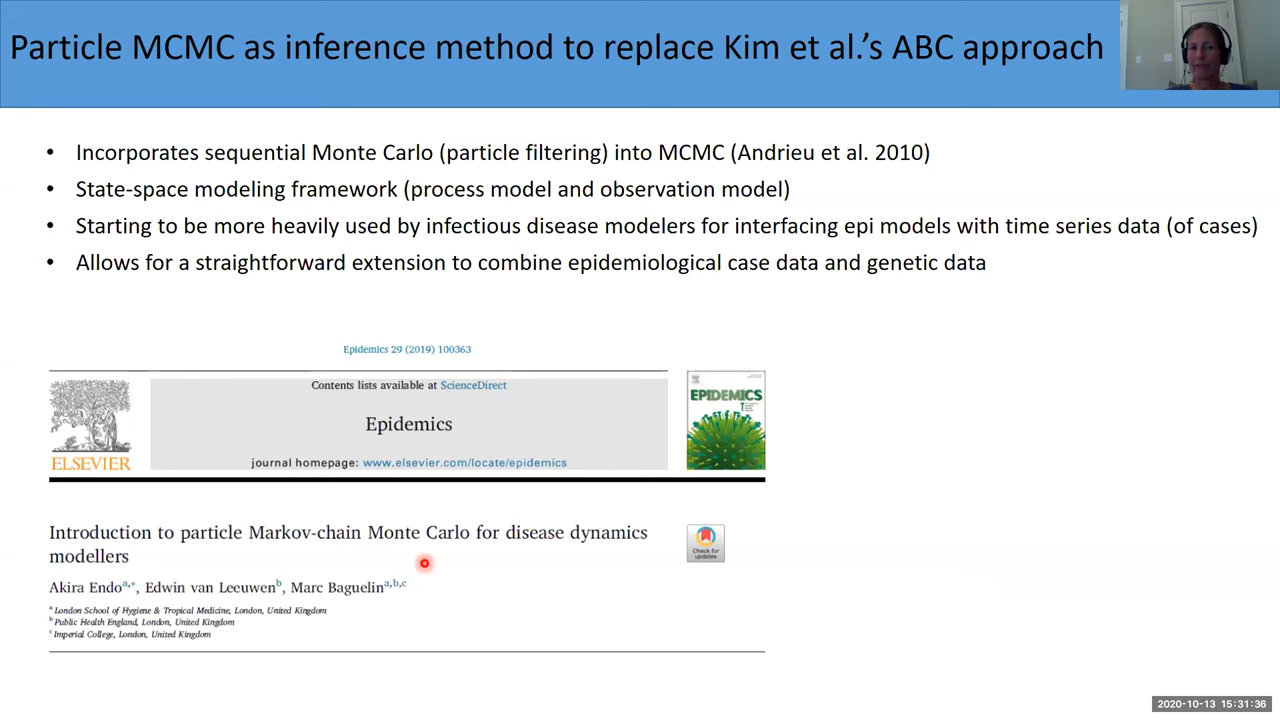 Particle MCMC as inference method to replace Kim et al.'s ABC approach
• Incorporates sequential Monte Carlo (particle filtering) into MCMC (Andrieu et al. 2010)
• State-space modeling framework (process model and observation model)
• Starting to be more heavily used by infectious disease modelers for interfacing epi models with time series data (of cases)
• Allows for a straightforward extension to combine epidemiological case data and genetic data
Epidemics 29 (2019) 100363
Contents lists available at ScienceDirect
Epidemics
journal homepage: www.elsevier.com/locate/epidemics
ELSEVIER
EPIDEMICS
Introduction to particle Markov-chain Monte Carlo for disease dynamics
modellers
Check for
updates
Akira Endoa,*, Edwin van Leeuwenb, Marc Baguelina,b,c
a London School of Hygiene & Tropical Medicine, London, United Kingdom
b Public Health England, London, United Kingdom
c Imperial College, London, United Kingdom
2020-10-13 15:31:36